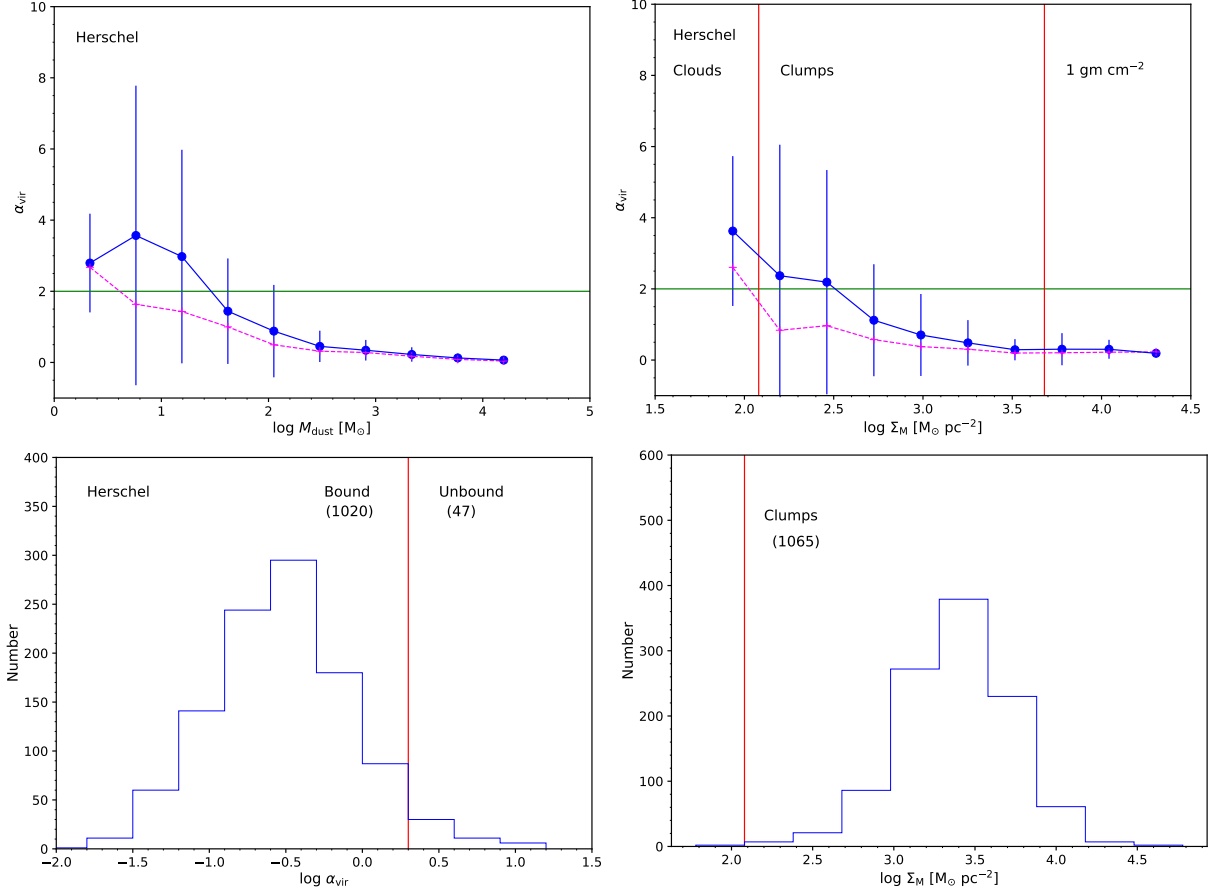 10
8
6
4
2
0
α_vir
Herschel
0 1 2 3 4 5
log M_dust [M_⊙]
10
8
6
4
2
0
α_vir
Herschel
Clouds Clumps 1 gm cm⁻²
1.5 2.0 2.5 3.0 3.5 4.0 4.5
log Σ_M [M_⊙ pc⁻²]
400
350
300
250
200
150
100
50
0
Number
Herschel Bound Unbound
(1020) (47)
−2.0 −1.5 −1.0 −0.5 0.0 0.5 1.0 1.5
log α_vir
600
500
400
300
200
100
0
Number
Clumps
(1065)
2.0 2.5 3.0 3.5 4.0 4.5
log Σ_M [M_⊙ pc⁻²]